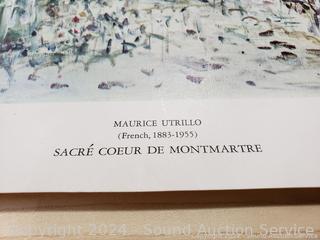 MAURICE UTRILLO
(French, 1883-1955)
SACRÉ COEUR DE MONTMARTRE
Copyright 2024 - Sound Auction Service